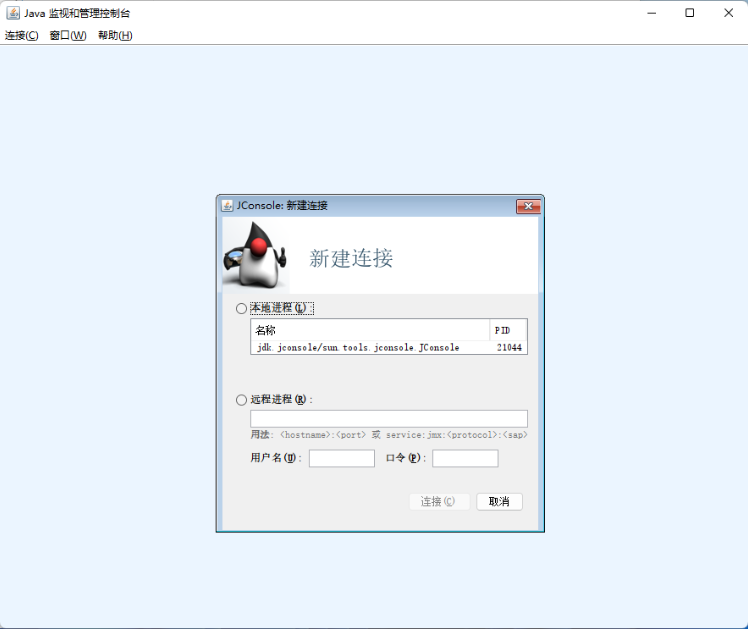 Java 监视和管理控制台
连接(C) 窗口(W) 帮助(H)
JConsole: 新建连接
新建连接
本地进程(L):
名称 PID
jdk.jconsole/sun.tools.jconsole.JConsole 21044
远程进程(R):
用法: <hostname>:<port> 或 service:jmx:<protocol>:<sap>
用户名(U): 口令(P):
连接(C) 取消